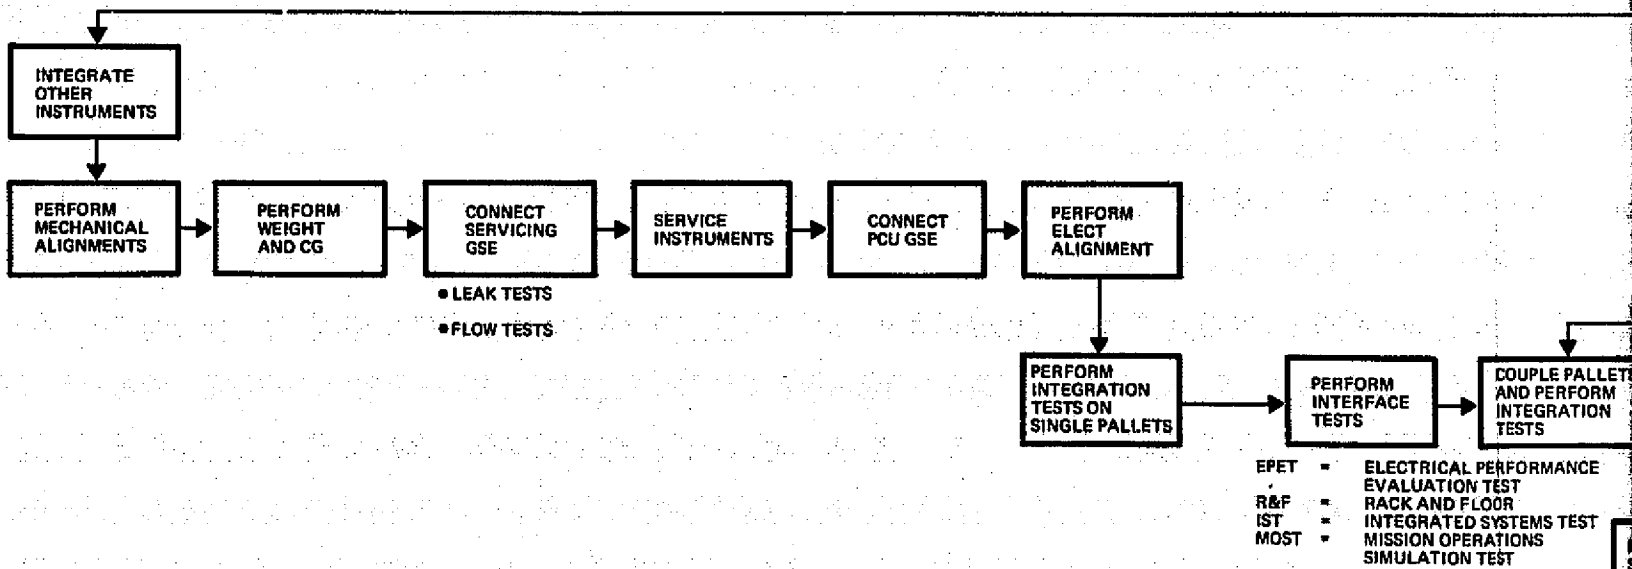 INTEGRATE
OTHER
INSTRUMENTS
PERFORM
MECHANICAL
ALIGNMENTS
PERFORM
WEIGHT
AND CG
CONNECT
SERVICING
GSE
• LEAK TESTS
• FLOW TESTS
SERVICE
INSTRUMENTS
CONNECT
PCU GSE
PERFORM
ELECT
ALIGNMENT
PERFORM
INTEGRATION
TESTS ON
SINGLE PALLETS
PERFORM
INTERFACE
TESTS
COUPLE PALLET
AND PERFORM
INTEGRATION
TESTS
EPET = ELECTRICAL PERFORMANCE
EVALUATION TEST
R&F = RACK AND FLOOR
IST = INTEGRATED SYSTEMS TEST
MOST = MISSION OPERATIONS
SIMULATION TEST